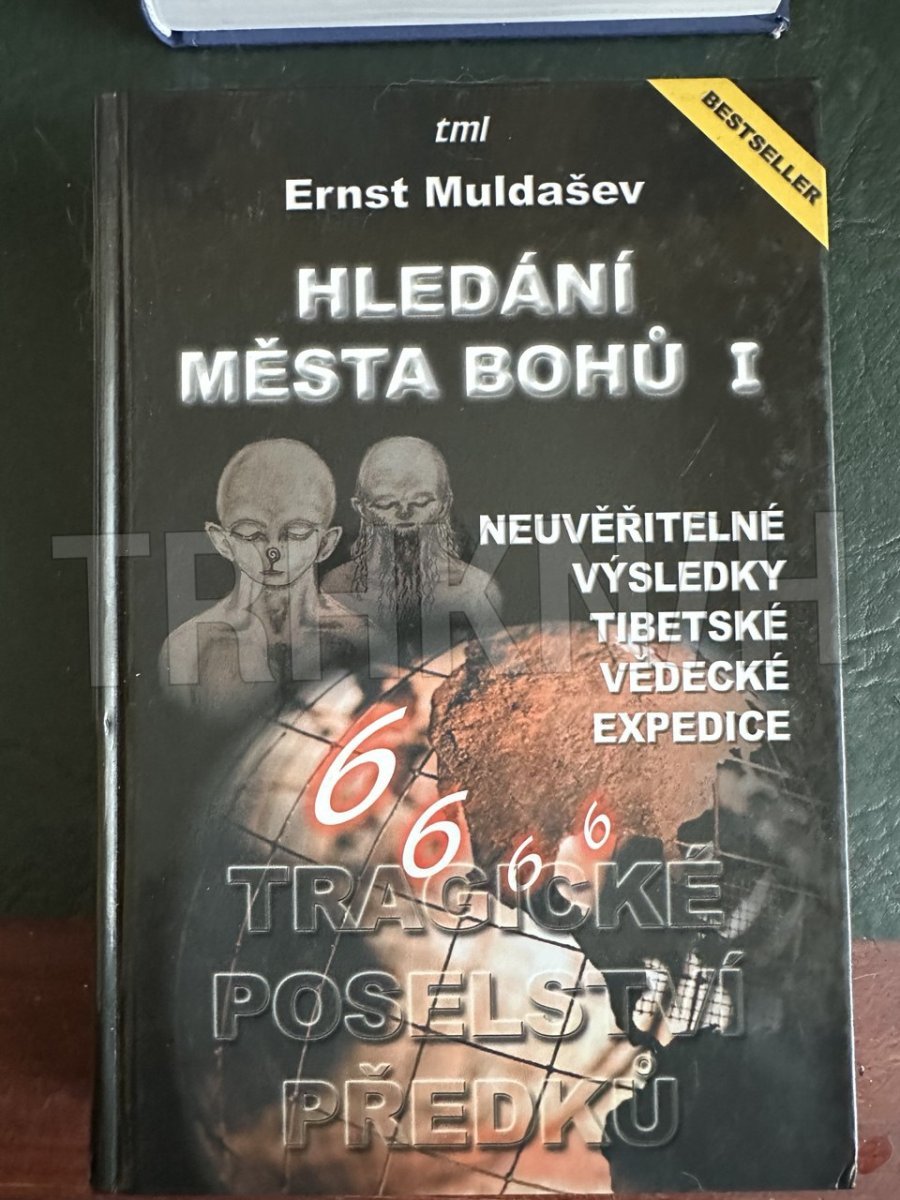 tml
BESTSELLER
Ernst Muldašev
HLEDÁNÍ
MĚSTA BOHŮ I
NEUVĚŘITELNÉ
VÝSLEDKY
TIBETSKÉ
VĚDECKÉ
EXPEDICE
6 6 6 6
TRAGICKÉ
POSELSTVÍ
PŘEDKŮ
TRHKNIH